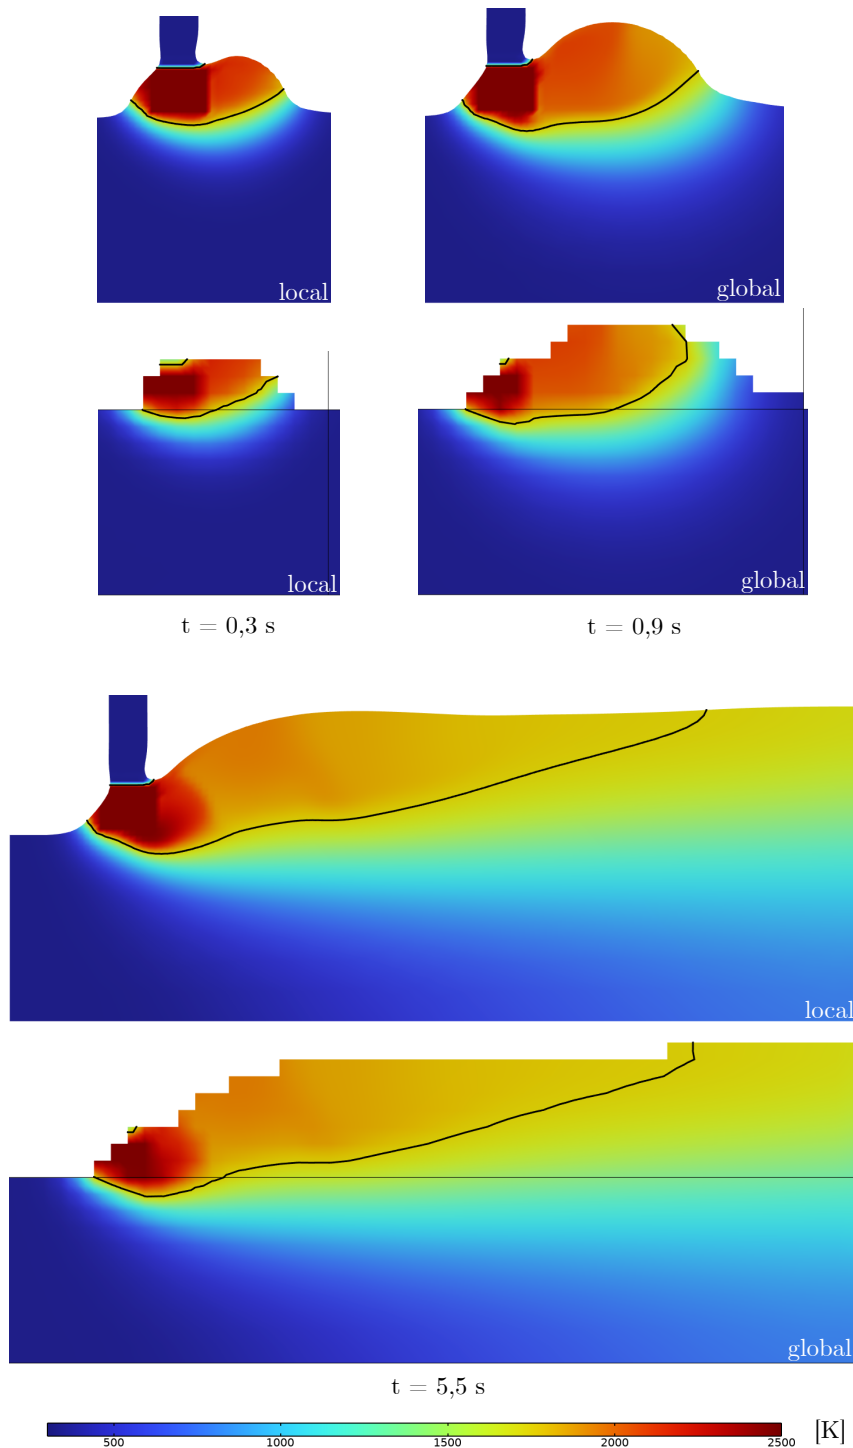 local
global
local
global
t = 0,3 s
t = 0,9 s
local
global
t = 5,5 s
[K]
500
1000
1500
2000
2500